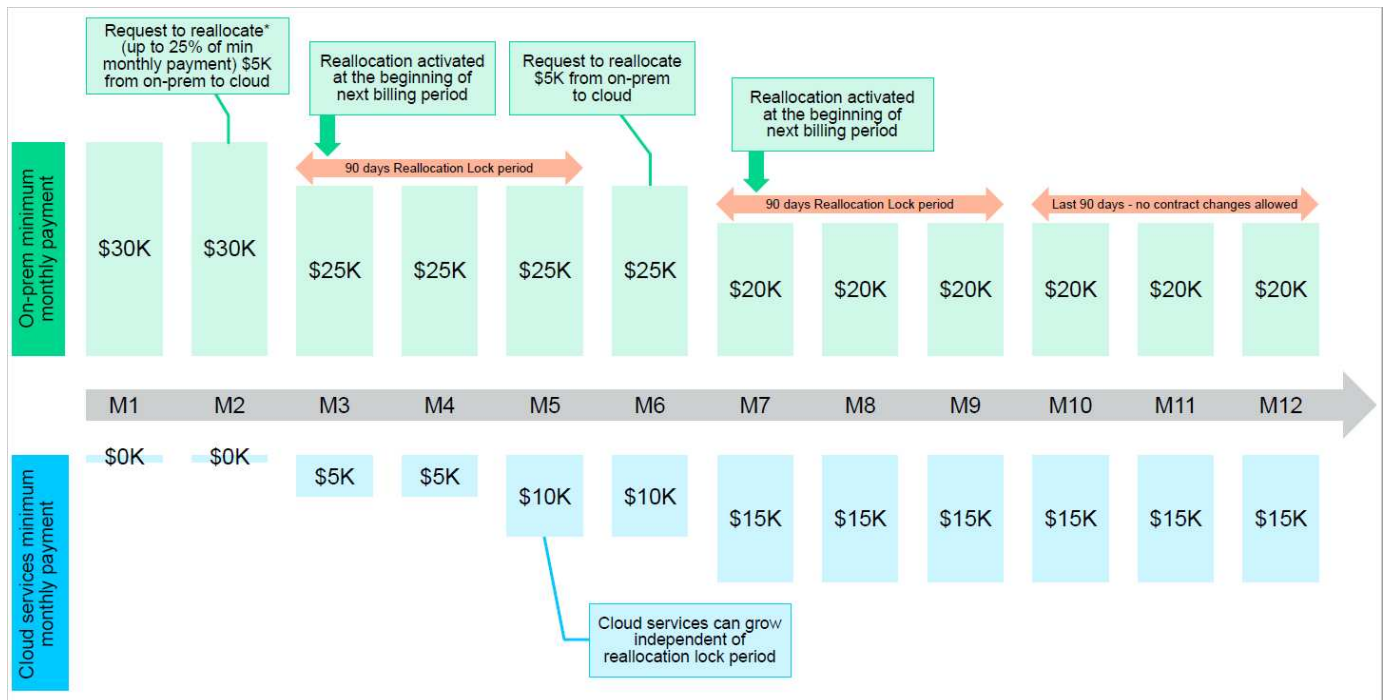 Request to reallocate*
(up to 25% of min
monthly payment) $5K
from on-prem to cloud
Reallocation activated
at the beginning of
next billing period
Request to reallocate
$5K from on-prem
to cloud
Reallocation activated
at the beginning of
next billing period
90 days Reallocation Lock period
90 days Reallocation Lock period
Last 90 days - no contract changes allowed
On-prem minimum
monthly payment
$30K
$30K
$25K
$25K
$25K
$25K
$20K
$20K
$20K
$20K
$20K
$20K
M1
M2
M3
M4
M5
M6
M7
M8
M9
M10
M11
M12
Cloud services minimum
monthly payment
$0K
$0K
$5K
$5K
$10K
$10K
$15K
$15K
$15K
$15K
$15K
$15K
Cloud services can grow
independent of
reallocation lock period